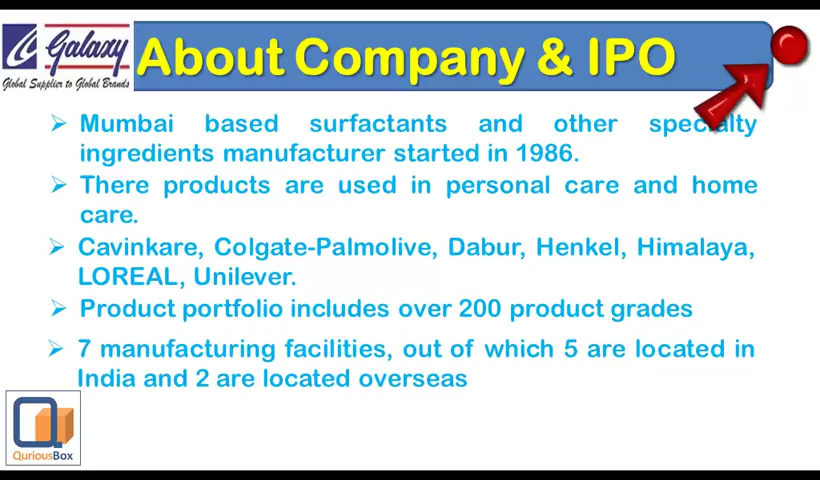 Galaxy
Global Supplier to Global Brands
About Company & IPO
Mumbai based surfactants and other specialty
ingredients manufacturer started in 1986.
There products are used in personal care and home
care.
Cavinkare, Colgate-Palmolive, Dabur, Henkel, Himalaya,
LOREAL, Unilever.
Product portfolio includes over 200 product grades
7 manufacturing facilities, out of which 5 are located in
India and 2 are located overseas
QuriousBox